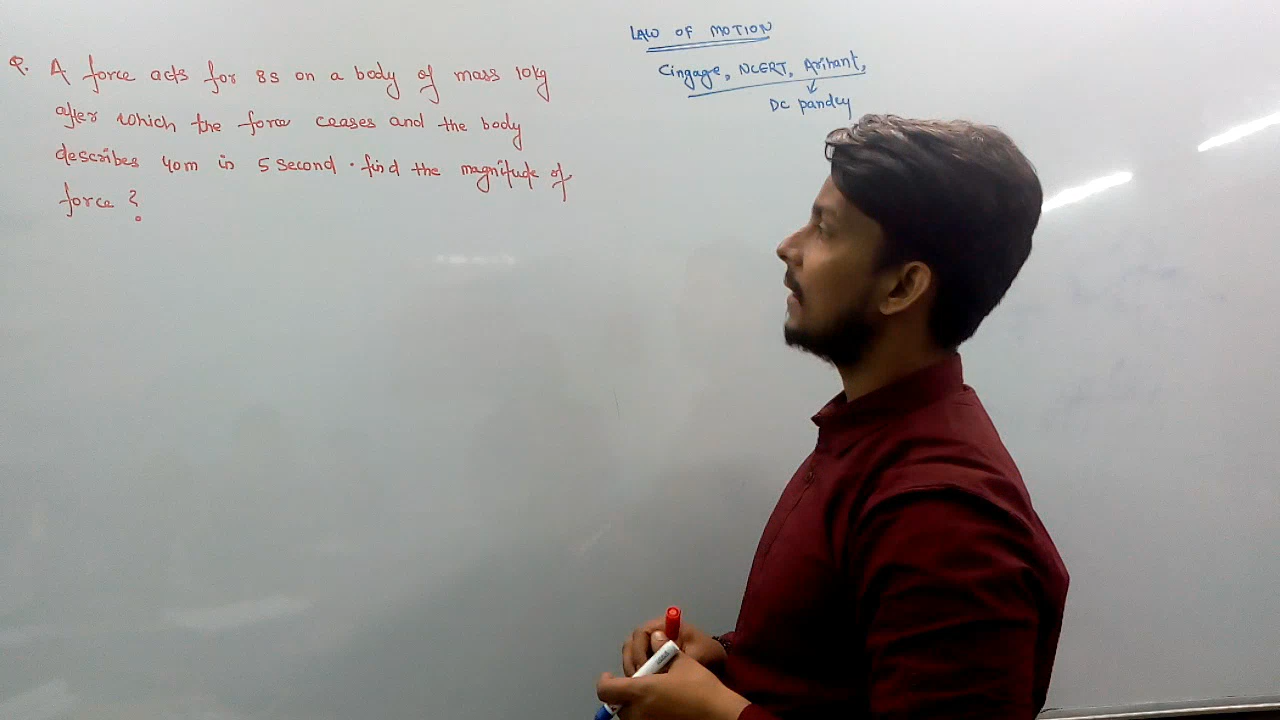 LAW OF MOTION
Cingage, NCERT, Arihant,
DC pandey
Q. A force acts for 8s on a body of mass 10kg
after which the force ceases and the body
describes 40m in 5 second. find the magnitude of
force ?